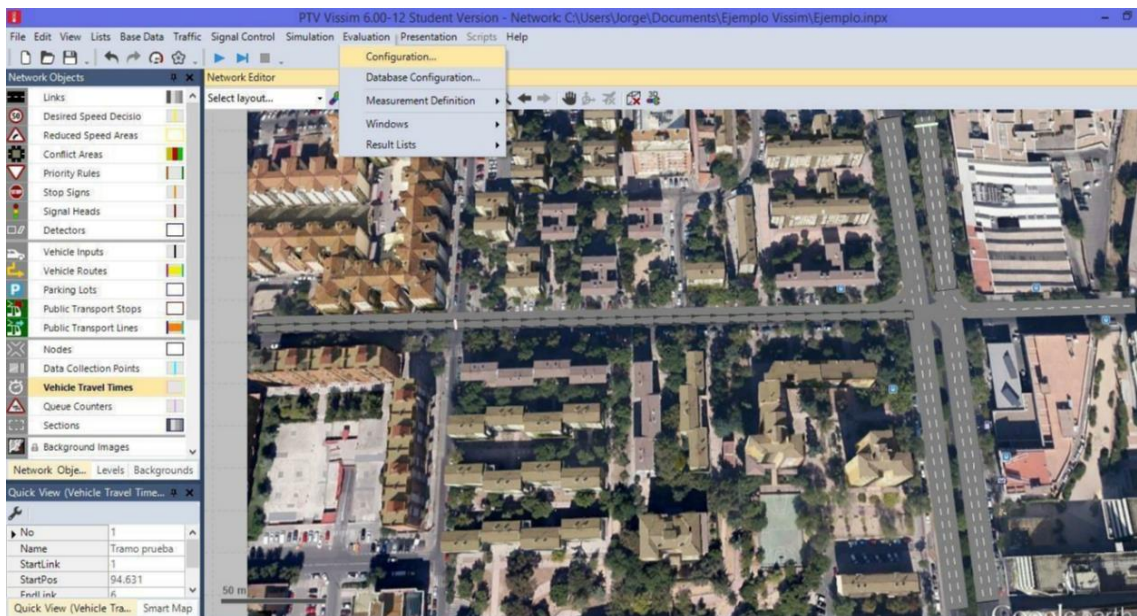 PTV Vissim 6.00-12 Student Version - Network: C:\Users\Jorge\Documents\Ejemplo Vissim\Ejemplo.inpx
File Edit View Lists Base Data Traffic Signal Control Simulation Evaluation Presentation Scripts Help
Configuration...
Database Configuration...
Measurement Definition
Windows
Result Lists
Network Objects
Links
Desired Speed Decisio
Reduced Speed Areas
Conflict Areas
Priority Rules
Stop Signs
Signal Heads
Detectors
Vehicle Inputs
Vehicle Routes
Parking Lots
Public Transport Stops
Public Transport Lines
Nodes
Data Collection Points
Vehicle Travel Times
Queue Counters
Sections
Background Images
Network Obje... Levels Backgrounds
Network Editor
Select layout...
50 m
Quick View (Vehicle Travel Time...
No 1
Name Tramo prueba
StartLink 1
StartPos 94.631
EndLink 6
Quick View (Vehicle Tra... Smart Map